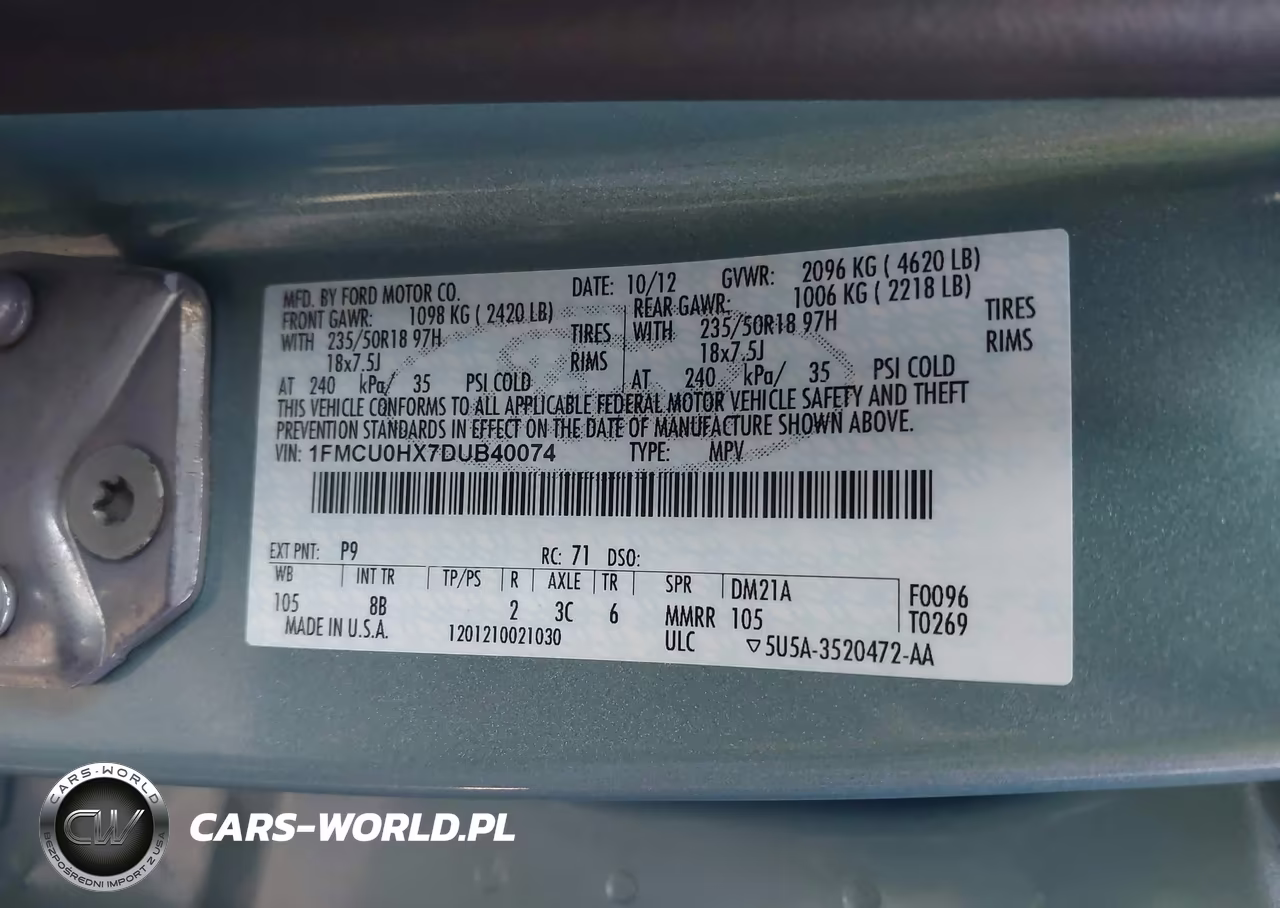 MFD. BY FORD MOTOR CO. DATE: 10/12 GVWR: 2096 KG ( 4620 LB)
FRONT GAWR: 1098 KG ( 2420 LB) REAR GAWR: 1006 KG ( 2218 LB)
WITH 235/50R18 97H TIRES WITH 235/50R18 97H TIRES
18x7.5J RIMS 18x7.5J RIMS
AT 240 kPa/ 35 PSI COLD AT 240 kPa/ 35 PSI COLD
THIS VEHICLE CONFORMS TO ALL APPLICABLE FEDERAL MOTOR VEHICLE SAFETY AND THEFT
PREVENTION STANDARDS IN EFFECT ON THE DATE OF MANUFACTURE SHOWN ABOVE.
VIN: 1FMCU0HX7DUB40074 TYPE: MPV
EXT PNT: P9 RC: 71 DSO:
WB INT TR TP/PS R AXLE TR SPR DM21A F0096
105 8B 2 3C 6 MMRR 105 T0269
MADE IN U.S.A. 1201210021030 ULC ▽5U5A-3520472-AA
CARS-WORLD
CW
BEZPOŚREDNI IMPORT Z USA
CARS-WORLD.PL